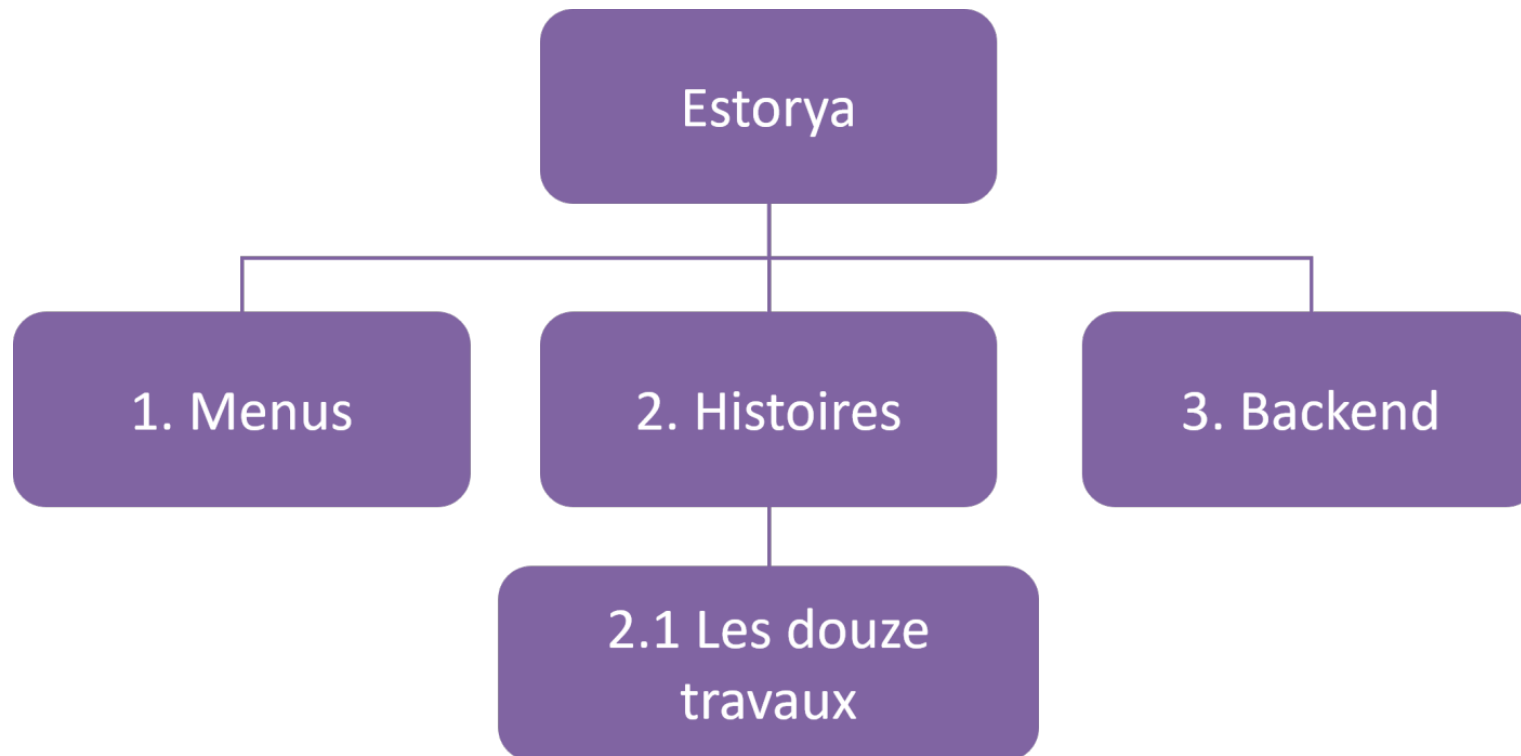 Estorya
1. Menus
2. Histoires
3. Backend
2.1 Les douze
travaux